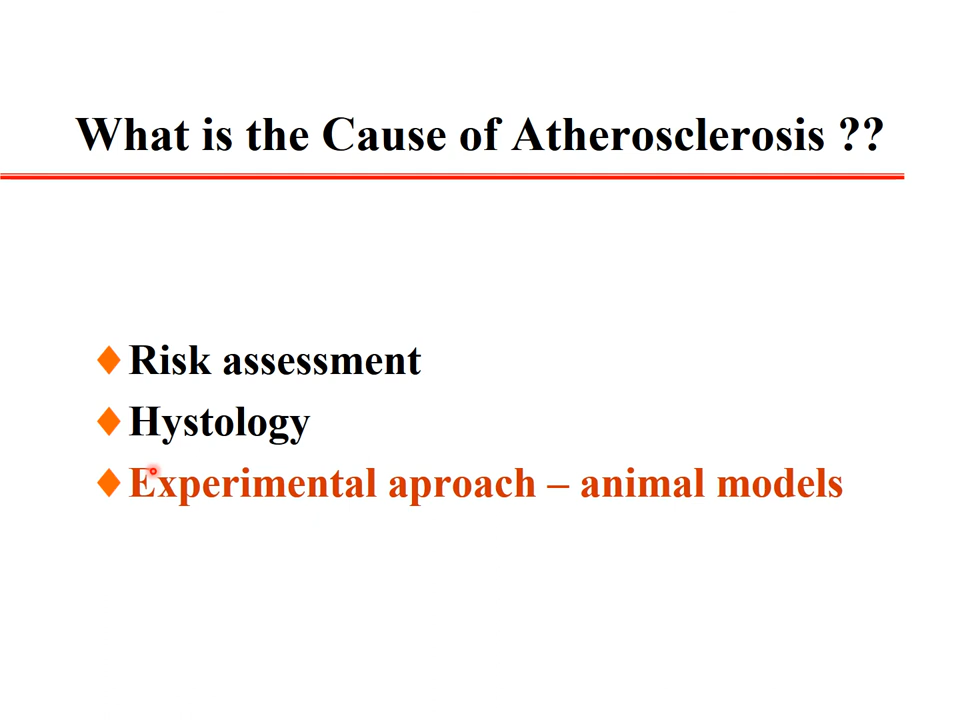 What is the Cause of Atherosclerosis ??
Risk assessment
Hystology
Experimental aproach – animal models